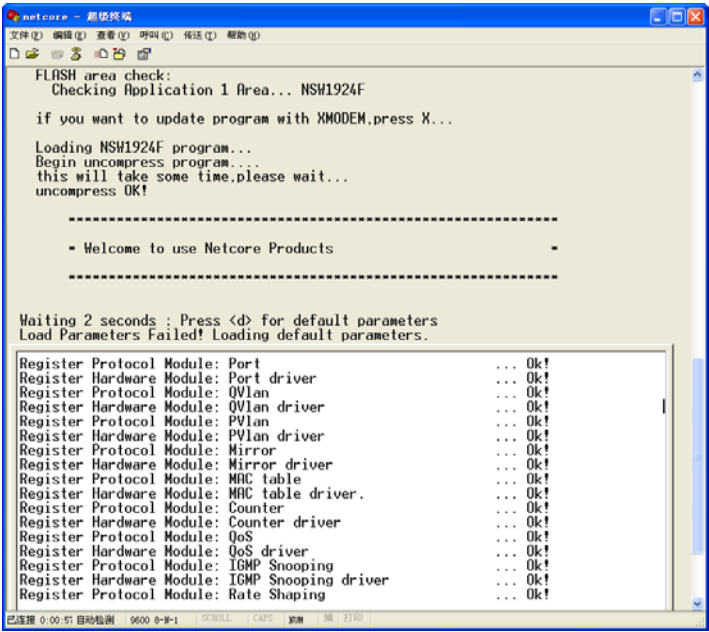 netcore - 超级终端
文件(F) 编辑(E) 查看(V) 呼叫(C) 传送(T) 帮助(H)
FLASH area check:
Checking Application 1 Area... NSW1924F
if you want to update program with XMODEM,press X...
Loading NSW1924F program...
Begin uncompress program....
this will take some time,please wait...
uncompress OK!
************************************************************
* Welcome to use Netcore Products *
************************************************************
Waiting 2 seconds : Press <d> for default parameters
Load Parameters Failed! Loading default parameters.
Register Protocol Module: Port ... Ok!
Register Hardware Module: Port driver ... Ok!
Register Protocol Module: QVlan ... Ok!
Register Hardware Module: QVlan driver ... Ok!
Register Protocol Module: PVlan ... Ok!
Register Hardware Module: PVlan driver ... Ok!
Register Protocol Module: Mirror ... Ok!
Register Hardware Module: Mirror driver ... Ok!
Register Protocol Module: MAC table ... Ok!
Register Hardware Module: MAC table driver. ... Ok!
Register Protocol Module: Counter ... Ok!
Register Hardware Module: Counter driver ... Ok!
Register Protocol Module: QoS ... Ok!
Register Hardware Module: QoS driver ... Ok!
Register Protocol Module: IGMP Snooping ... Ok!
Register Hardware Module: IGMP Snooping driver ... Ok!
Register Protocol Module: Rate Shaping ... Ok!
已连接 0:00:57 自动检测 9600 8-N-1 SCROLL CAPS NUM 捕 打印